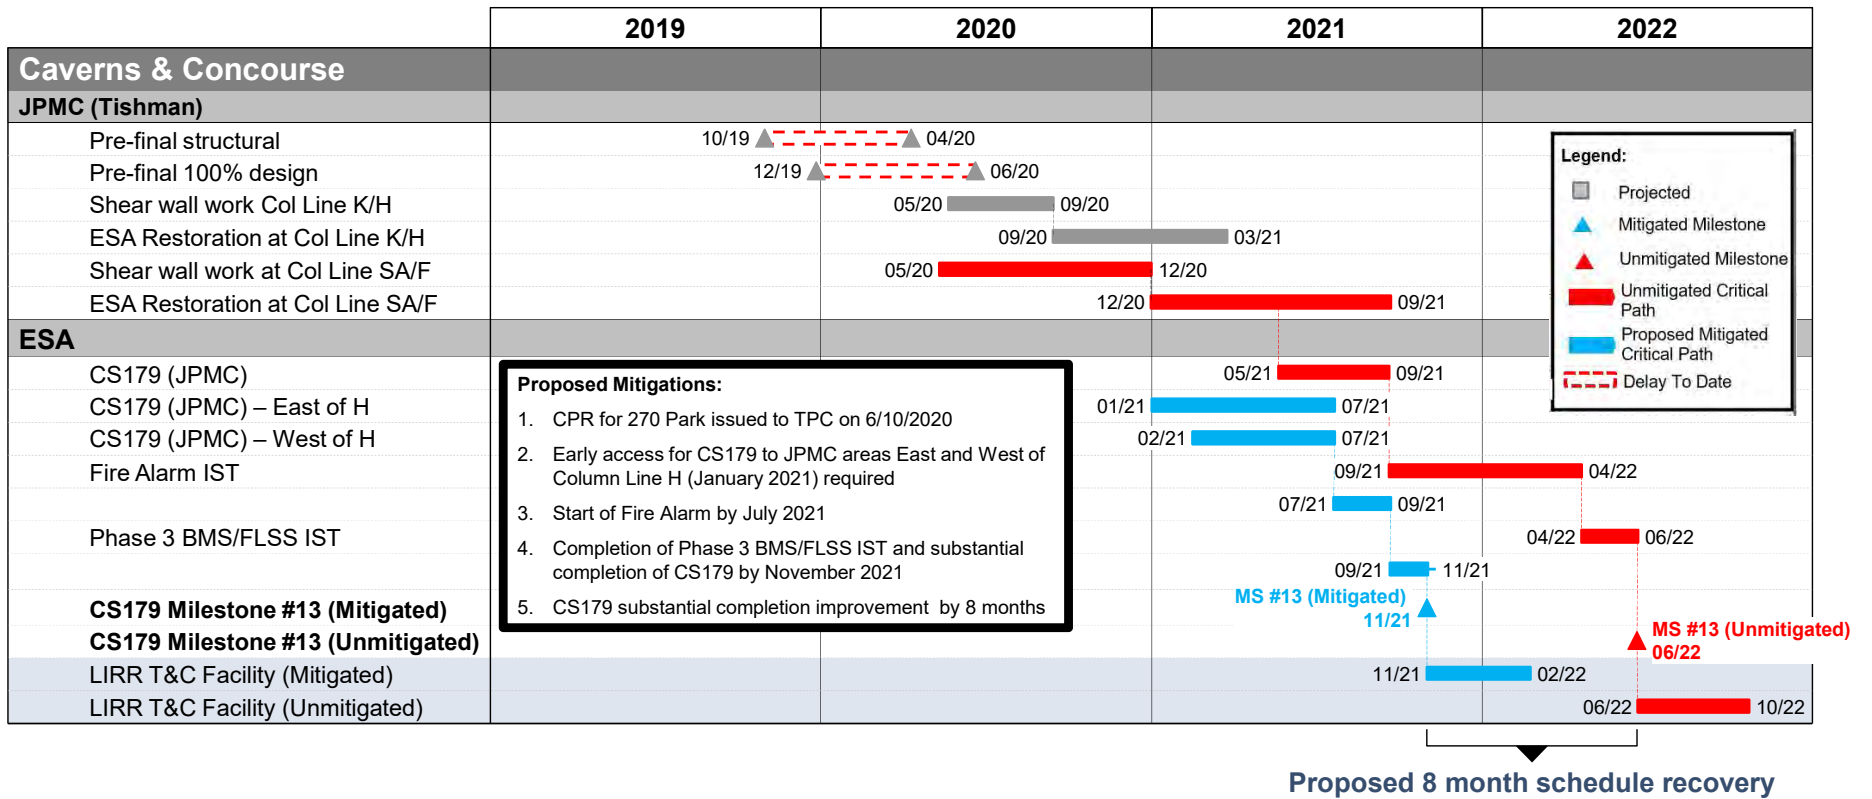 2019 2020 2021 2022
Caverns & Concourse
JPMC (Tishman)
Pre-final structural 10/19 04/20
Pre-final 100% design 12/19 06/20
Shear wall work Col Line K/H 05/20 09/20
ESA Restoration at Col Line K/H 09/20 03/21
Shear wall work at Col Line SA/F 05/20 12/20
ESA Restoration at Col Line SA/F 12/20 09/21
Legend:
Projected
Mitigated Milestone
Unmitigated Milestone
Unmitigated Critical
Path
Proposed Mitigated
Critical Path
Delay To Date
ESA
CS179 (JPMC) 05/21 09/21
CS179 (JPMC) – East of H 01/21 07/21
CS179 (JPMC) – West of H 02/21 07/21
Fire Alarm IST 09/21 04/22
07/21 09/21
Phase 3 BMS/FLSS IST 04/22 06/22
09/21 11/21
Proposed Mitigations:
1. CPR for 270 Park issued to TPC on 6/10/2020
2. Early access for CS179 to JPMC areas East and West of
Column Line H (January 2021) required
3. Start of Fire Alarm by July 2021
4. Completion of Phase 3 BMS/FLSS IST and substantial
completion of CS179 by November 2021
5. CS179 substantial completion improvement by 8 months
CS179 Milestone #13 (Mitigated) MS #13 (Mitigated)
11/21
CS179 Milestone #13 (Unmitigated) MS #13 (Unmitigated)
06/22
LIRR T&C Facility (Mitigated) 11/21 02/22
LIRR T&C Facility (Unmitigated) 06/22 10/22
Proposed 8 month schedule recovery